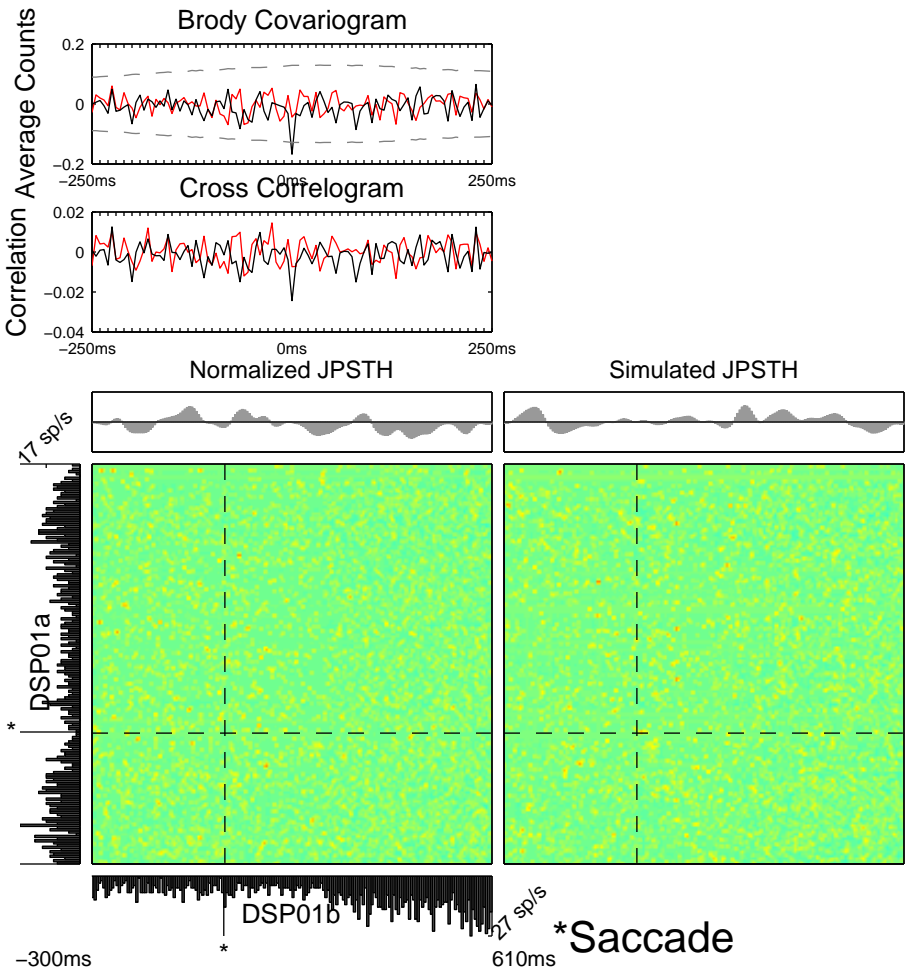 Brody Covariogram
Average Counts
0.2
0
−0.2
−250ms
0ms
250ms
Cross Correlogram
Correlation
0.02
0
−0.02
−0.04
−250ms
0ms
250ms
Normalized JPSTH
Simulated JPSTH
17 sp/s
DSP01a
*
DSP01b
27 sp/s
*
*Saccade
−300ms
610ms